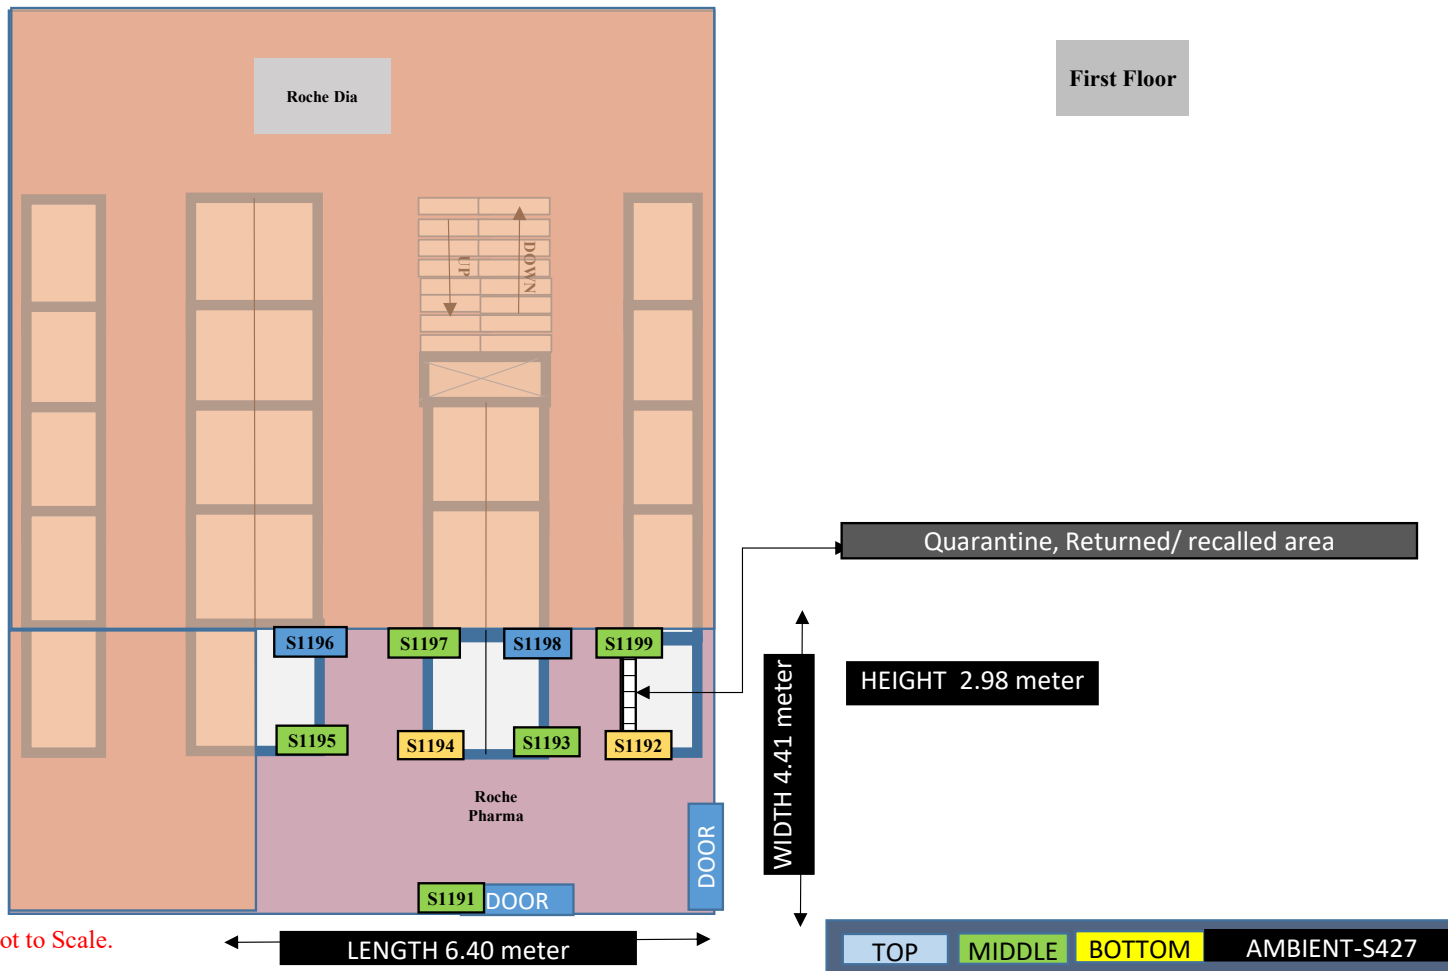 Roche Dia
First Floor
UP
DOWN
Quarantine, Returned/ recalled area
S1196
S1197
S1198
S1199
HEIGHT 2.98 meter
WIDTH 4.41 meter
S1195
S1194
S1193
S1192
Roche
Pharma
DOOR
S1191
DOOR
ot to Scale.
LENGTH 6.40 meter
TOP
MIDDLE
BOTTOM
AMBIENT-S427